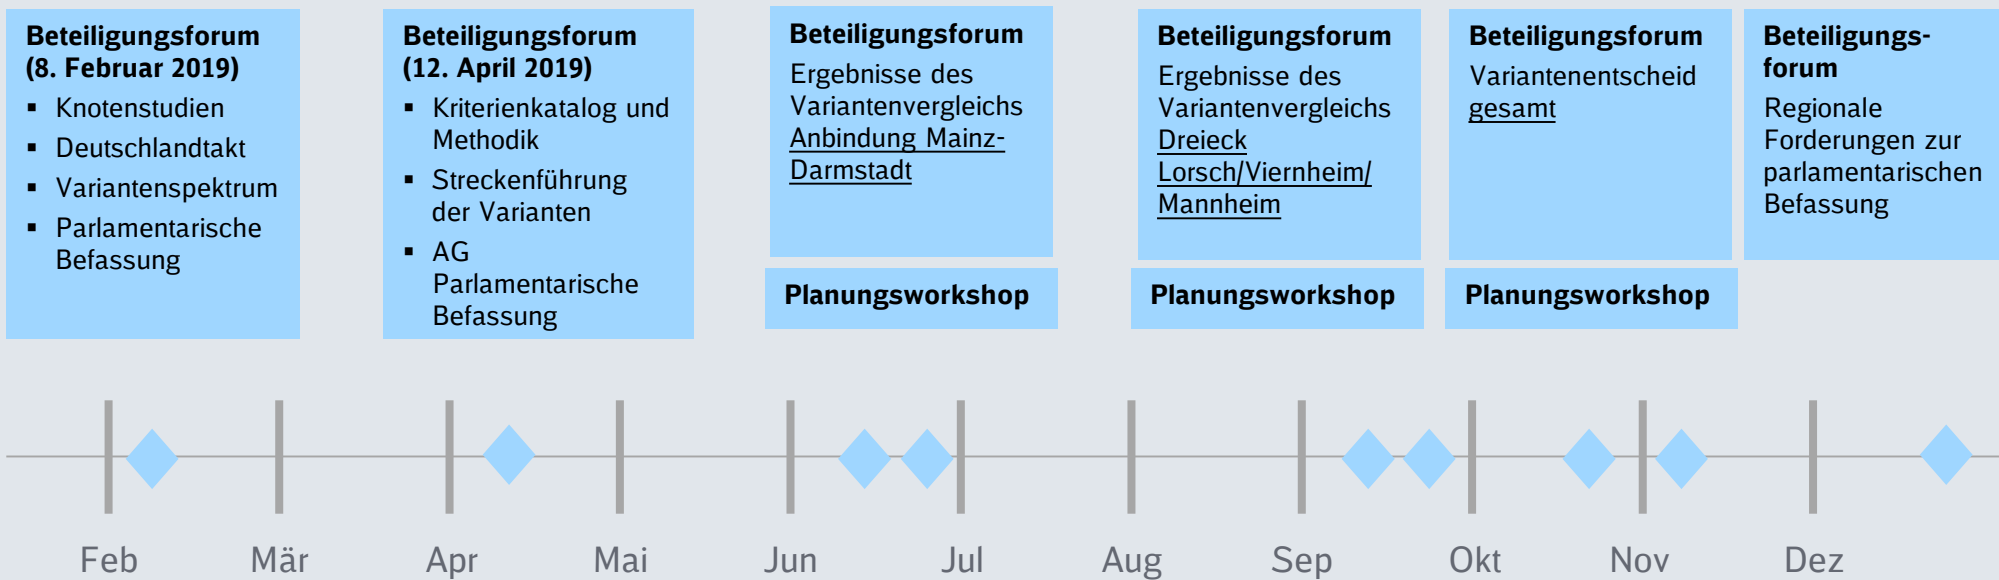 Beteiligungsforum
(8. Februar 2019)
▪ Knotenstudien
▪ Deutschlandtakt
▪ Variantenspektrum
▪ Parlamentarische
Befassung
Beteiligungsforum
(12. April 2019)
▪ Kriterienkatalog und
Methodik
▪ Streckenführung
der Varianten
▪ AG
Parlamentarische
Befassung
Beteiligungsforum
Ergebnisse des
Variantenvergleichs
Anbindung Mainz-
Darmstadt
Planungsworkshop
Beteiligungsforum
Ergebnisse des
Variantenvergleichs
Dreieck
Lorsch/Viernheim/
Mannheim
Planungsworkshop
Beteiligungsforum
Variantenentscheid
gesamt
Planungsworkshop
Beteiligungs-
forum
Regionale
Forderungen zur
parlamentarischen
Befassung
Feb Mär Apr Mai Jun Jul Aug Sep Okt Nov Dez